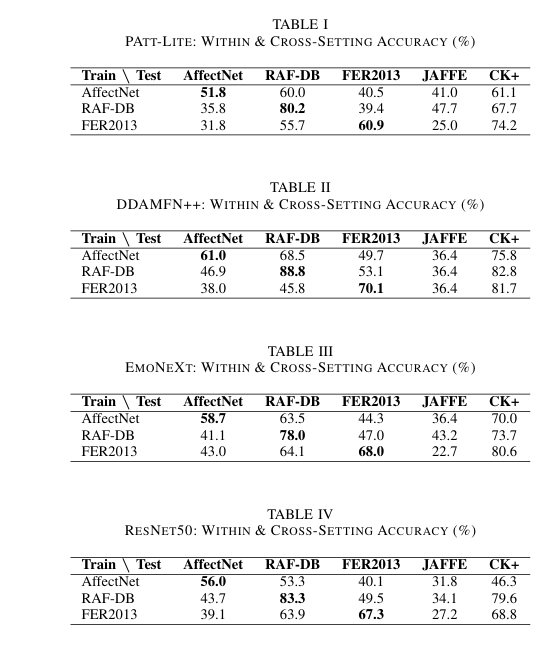 TABLE I
PATT-LITE: WITHIN & CROSS-SETTING ACCURACY (%)
Train \ Test AffectNet RAF-DB FER2013 JAFFE CK+
AffectNet 51.8 60.0 40.5 41.0 61.1
RAF-DB 35.8 80.2 39.4 47.7 67.7
FER2013 31.8 55.7 60.9 25.0 74.2
TABLE II
DDAMFN++: WITHIN & CROSS-SETTING ACCURACY (%)
Train \ Test AffectNet RAF-DB FER2013 JAFFE CK+
AffectNet 61.0 68.5 49.7 36.4 75.8
RAF-DB 46.9 88.8 53.1 36.4 82.8
FER2013 38.0 45.8 70.1 36.4 81.7
TABLE III
EMONEXT: WITHIN & CROSS-SETTING ACCURACY (%)
Train \ Test AffectNet RAF-DB FER2013 JAFFE CK+
AffectNet 58.7 63.5 44.3 36.4 70.0
RAF-DB 41.1 78.0 47.0 43.2 73.7
FER2013 43.0 64.1 68.0 22.7 80.6
TABLE IV
RESNET50: WITHIN & CROSS-SETTING ACCURACY (%)
Train \ Test AffectNet RAF-DB FER2013 JAFFE CK+
AffectNet 56.0 53.3 40.1 31.8 46.3
RAF-DB 43.7 83.3 49.5 34.1 79.6
FER2013 39.1 63.9 67.3 27.2 68.8